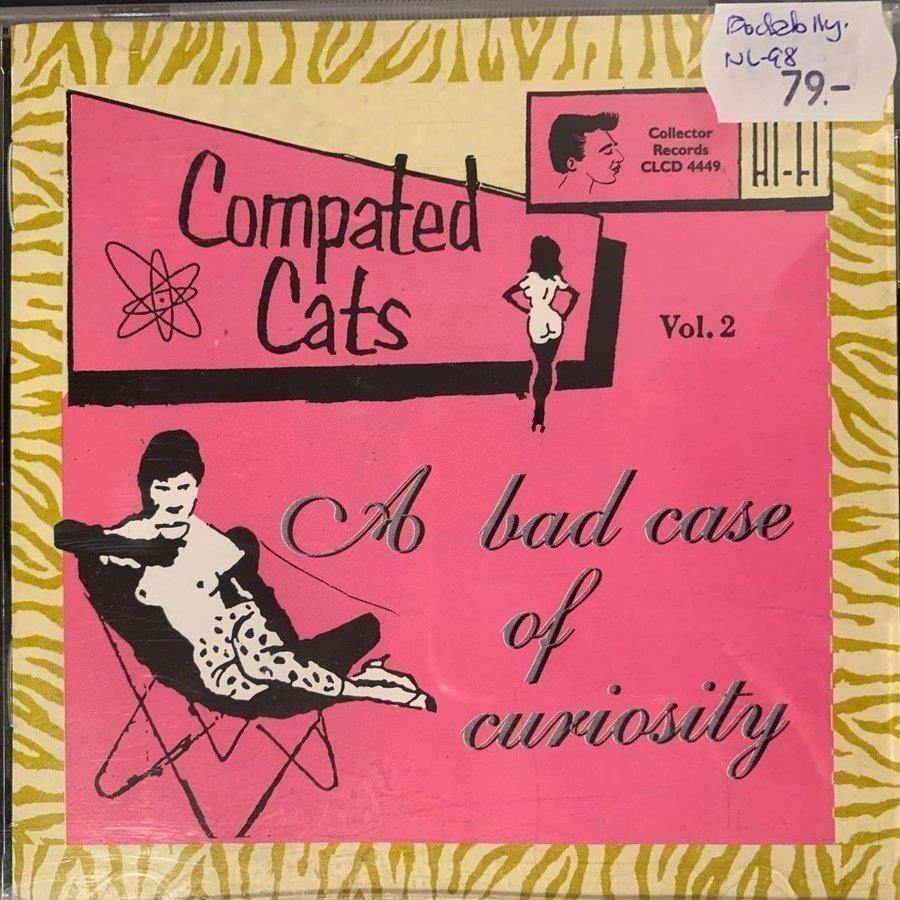 Rockabilly.
NL-98
79.-
Collector
Records
CLCD 4449
HI-FI
Compated
Cats
Vol. 2
A bad case
of
curiosity